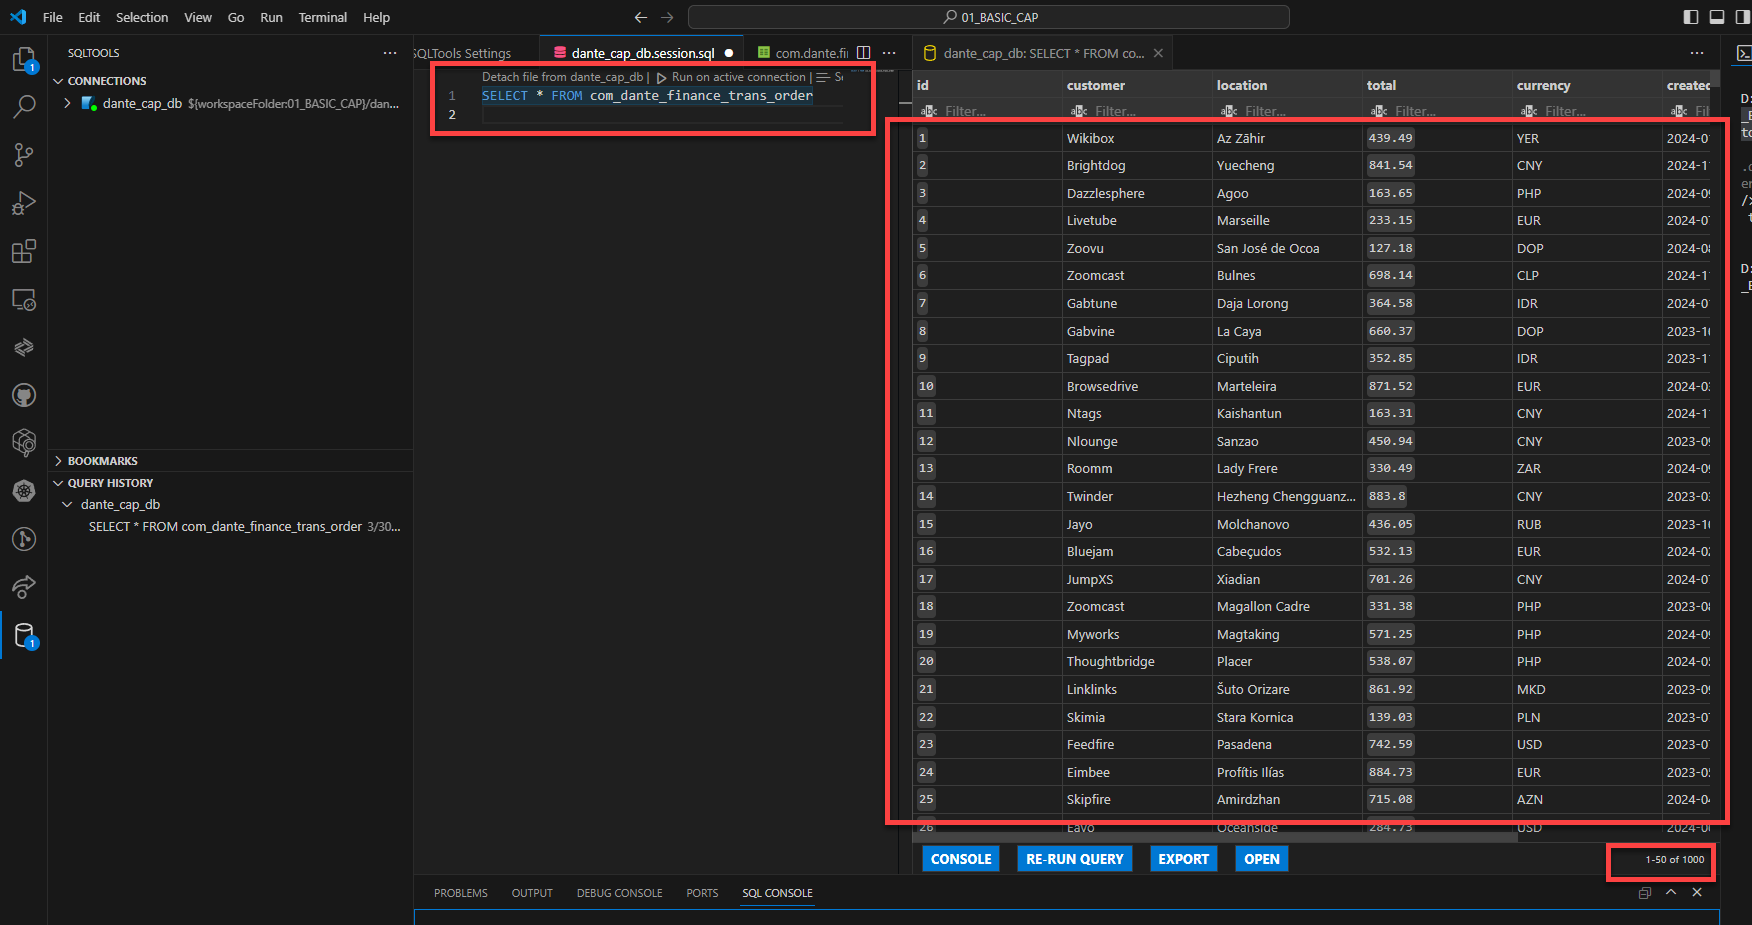 File Edit Selection View Go Run Terminal Help
01_BASIC_CAP
SQLTOOLS
CONNECTIONS
dante_cap_db ${workspaceFolder:01_BASIC_CAP}/dan...
BOOKMARKS
QUERY HISTORY
dante_cap_db
SELECT * FROM com_dante_finance_trans_order 3/30...
1
1
SQLTools Settings dante_cap_db.session.sql com.dante.fi
Detach file from dante_cap_db | Run on active connection |
1 SELECT * FROM com_dante_finance_trans_order
2
dante_cap_db: SELECT * FROM co...
id customer location total currency created
Filter... Filter... Filter... Filter... Filter... Fil
1 Wikibox Az Zāhir 439.49 YER 2024-0
2 Brightdog Yuecheng 841.54 CNY 2024-1
3 Dazzlesphere Agoo 163.65 PHP 2024-0
4 Livetube Marseille 233.15 EUR 2024-0
5 Zoovu San José de Ocoa 127.18 DOP 2024-0
6 Zoomcast Bulnes 698.14 CLP 2024-1
7 Gabtune Daja Lorong 364.58 IDR 2024-0
8 Gabvine La Caya 660.37 DOP 2023-1
9 Tagpad Ciputih 352.85 IDR 2023-1
10 Browsedrive Marteleira 871.52 EUR 2024-0
11 Ntags Kaishantun 163.31 CNY 2024-1
12 Nlounge Sanzao 450.94 CNY 2023-0
13 Roomm Lady Frere 330.49 ZAR 2024-0
14 Twinder Hezheng Chengguanz... 883.8 CNY 2023-0
15 Jayo Molchanovo 436.05 RUB 2023-1
16 Bluejam Cabeçudos 532.13 EUR 2024-0
17 JumpXS Xiadian 701.26 CNY 2024-0
18 Zoomcast Magallon Cadre 331.38 PHP 2023-0
19 Myworks Magtaking 571.25 PHP 2024-0
20 Thoughtbridge Placer 538.07 PHP 2024-0
21 Linklinks Šuto Orizare 861.92 MKD 2023-0
22 Skimia Stara Kornica 139.03 PLN 2023-0
23 Feedfire Pasadena 742.59 USD 2023-0
24 Eimbee Profítis Ilías 884.73 EUR 2023-0
25 Skipfire Amirdzhan 715.08 AZN 2024-0
26 Eayo Oceanside 284.73 USD 2024-0
CONSOLE RE-RUN QUERY EXPORT OPEN 1-50 of 1000
PROBLEMS OUTPUT DEBUG CONSOLE PORTS SQL CONSOLE